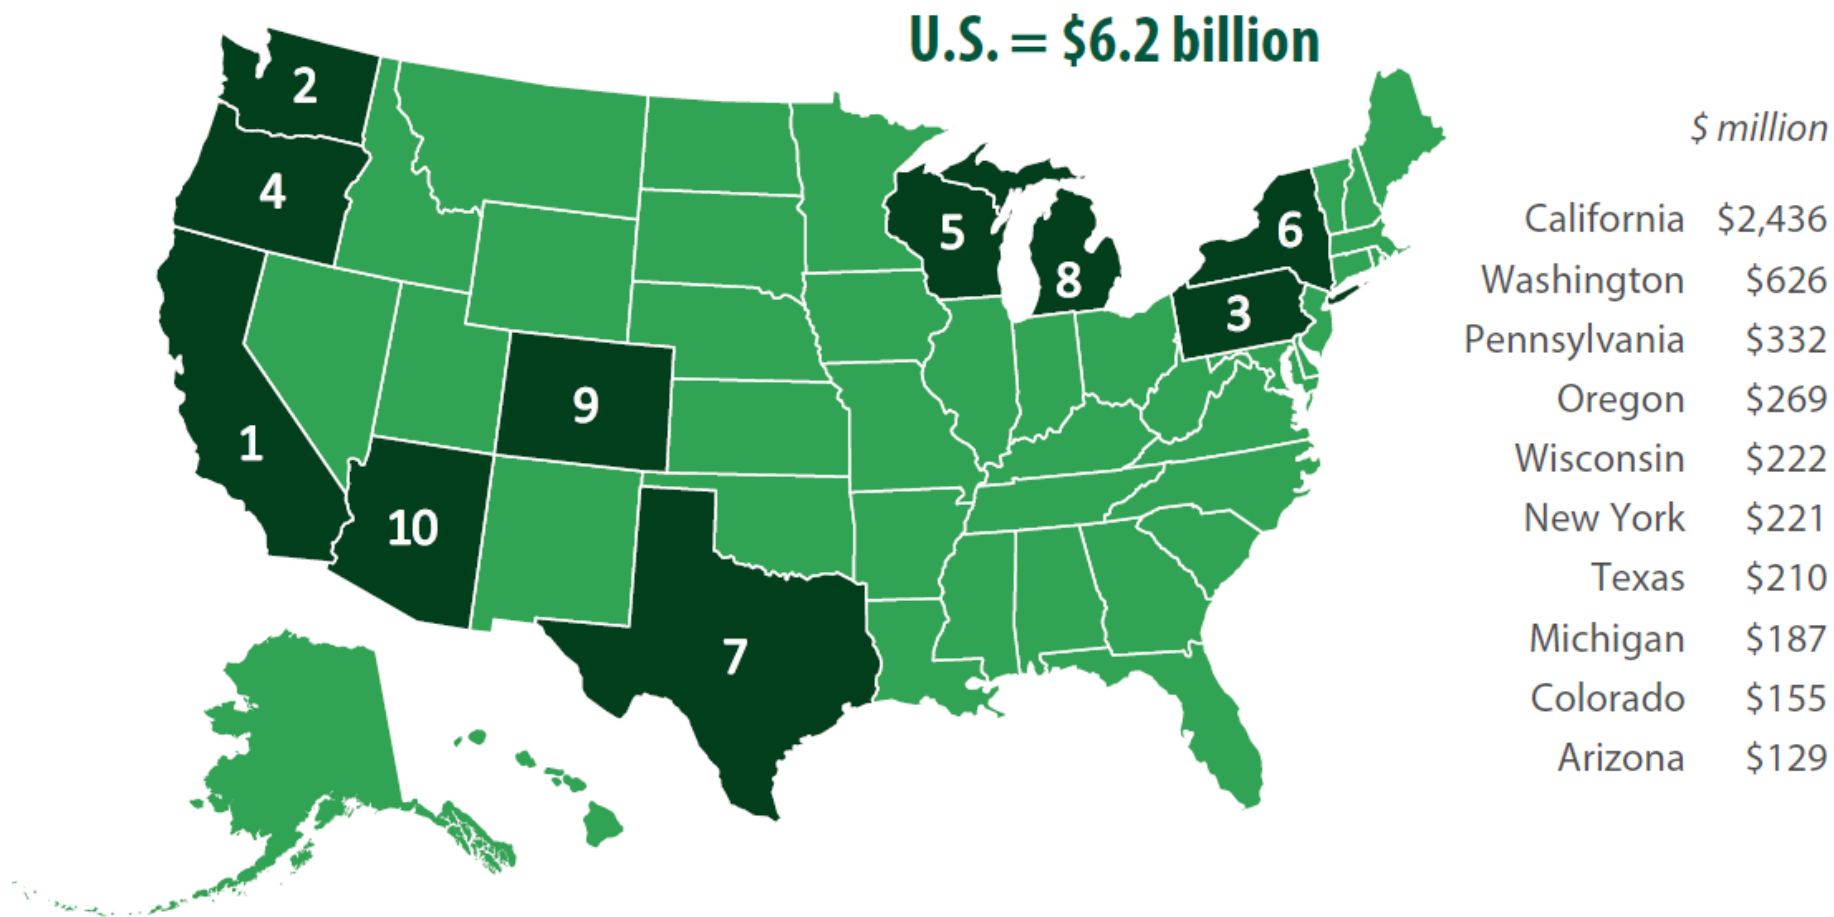 U.S. = $6.2 billion
$ million
California $2,436
Washington $626
Pennsylvania $332
Oregon $269
Wisconsin $222
New York $221
Texas $210
Michigan $187
Colorado $155
Arizona $129
2
4
5
6
8
3
9
1
10
7